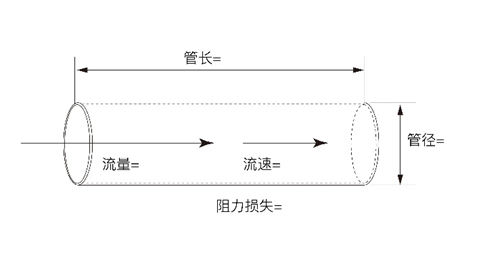 管长=
管径=
流量=
流速=
阻力损失=